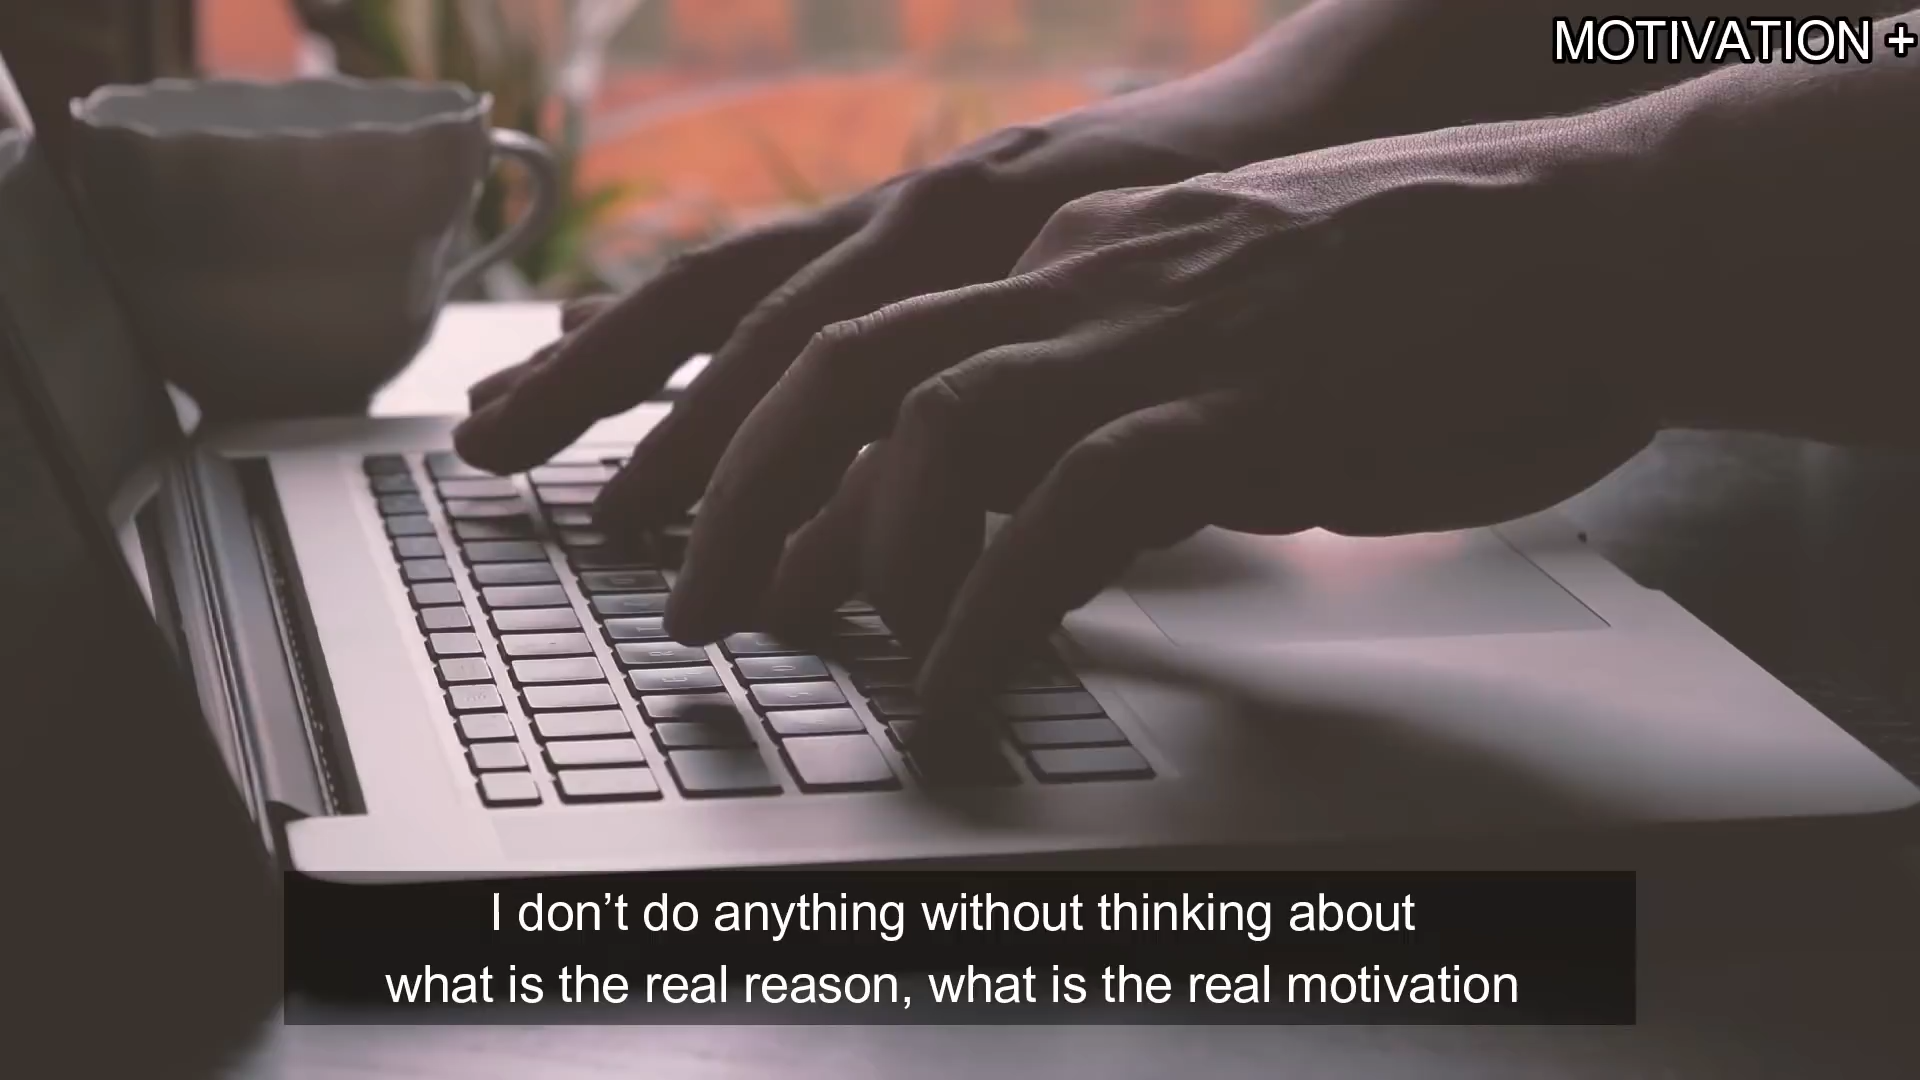 MOTIVATION +
I don’t do anything without thinking about
what is the real reason, what is the real motivation